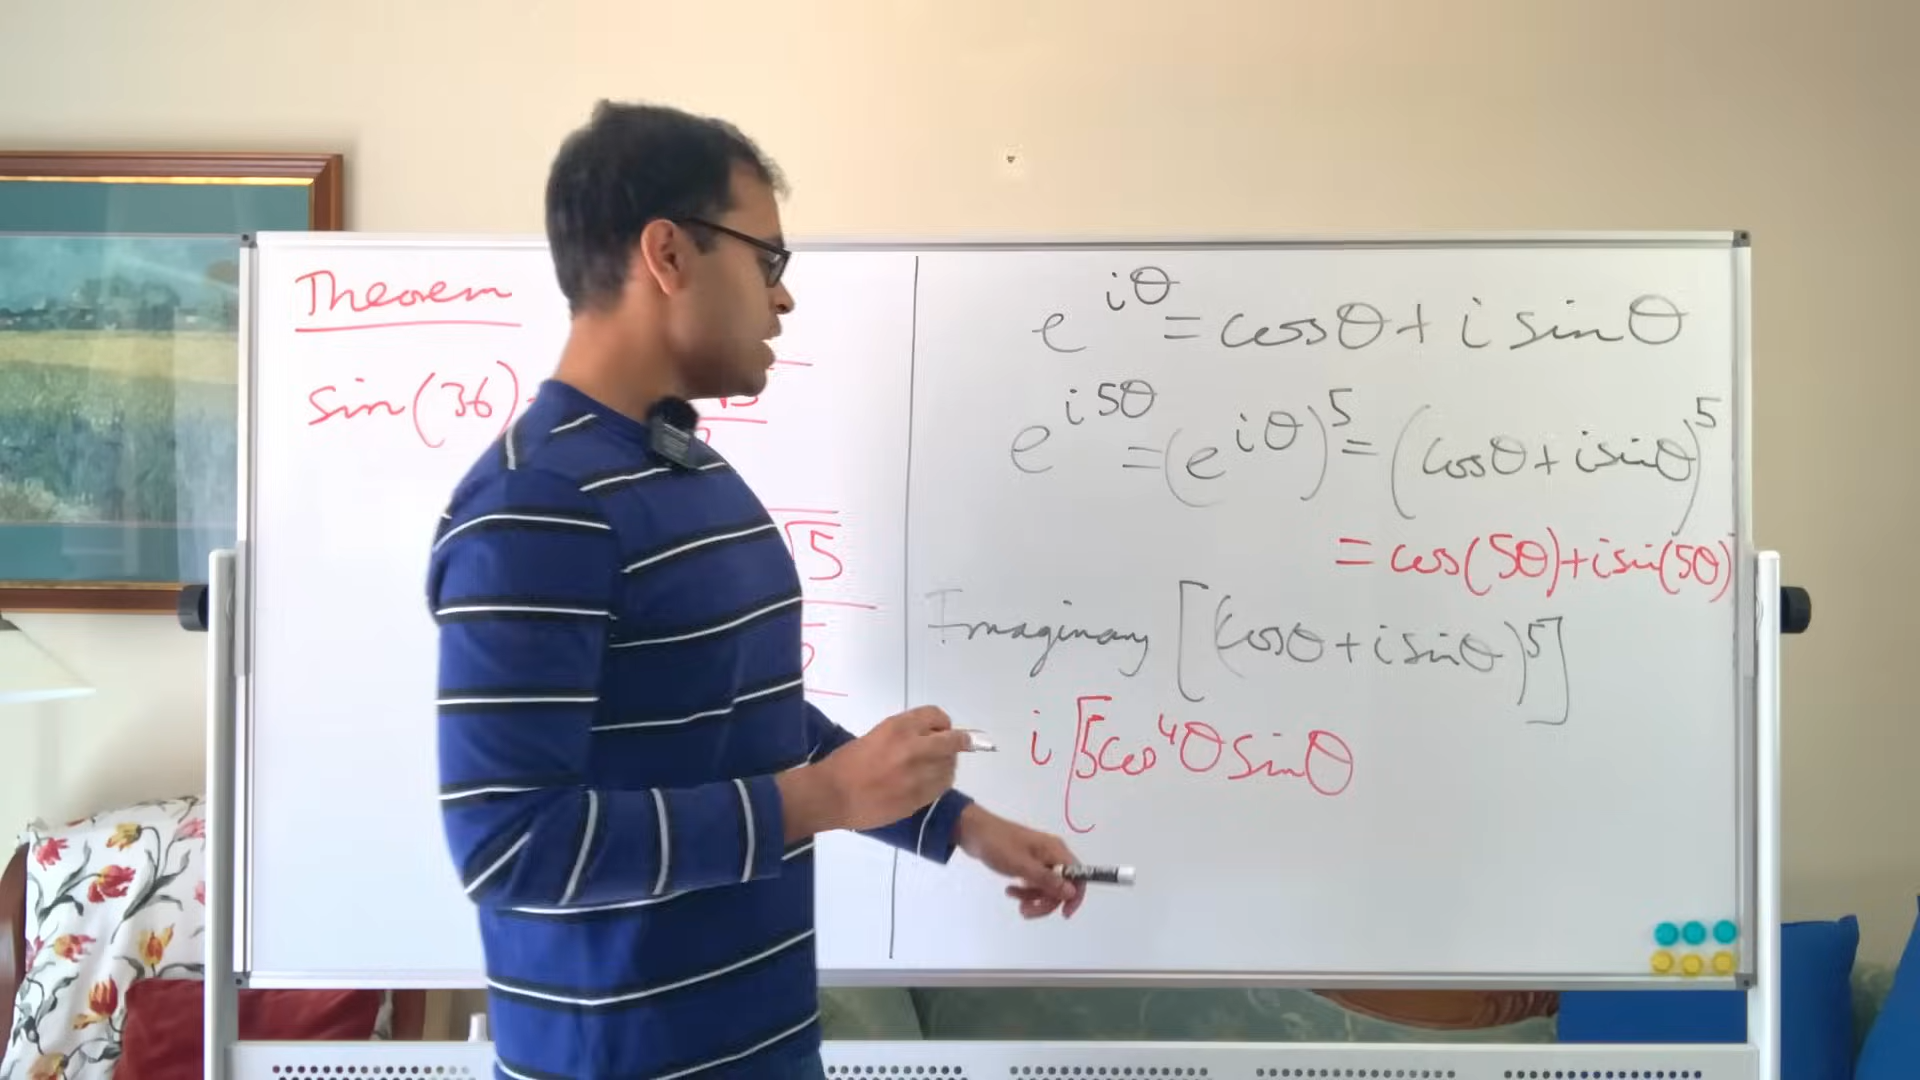 Theorem
sin(36)
√5
e^{iθ} = cosθ + i sinθ
e^{i5θ} = (e^{iθ})^5 = (cosθ + i sinθ)^5
= cos(5θ) + i sin(5θ)
Imaginary [(cosθ + i sinθ)^5]
i [5cos^4θ sinθ